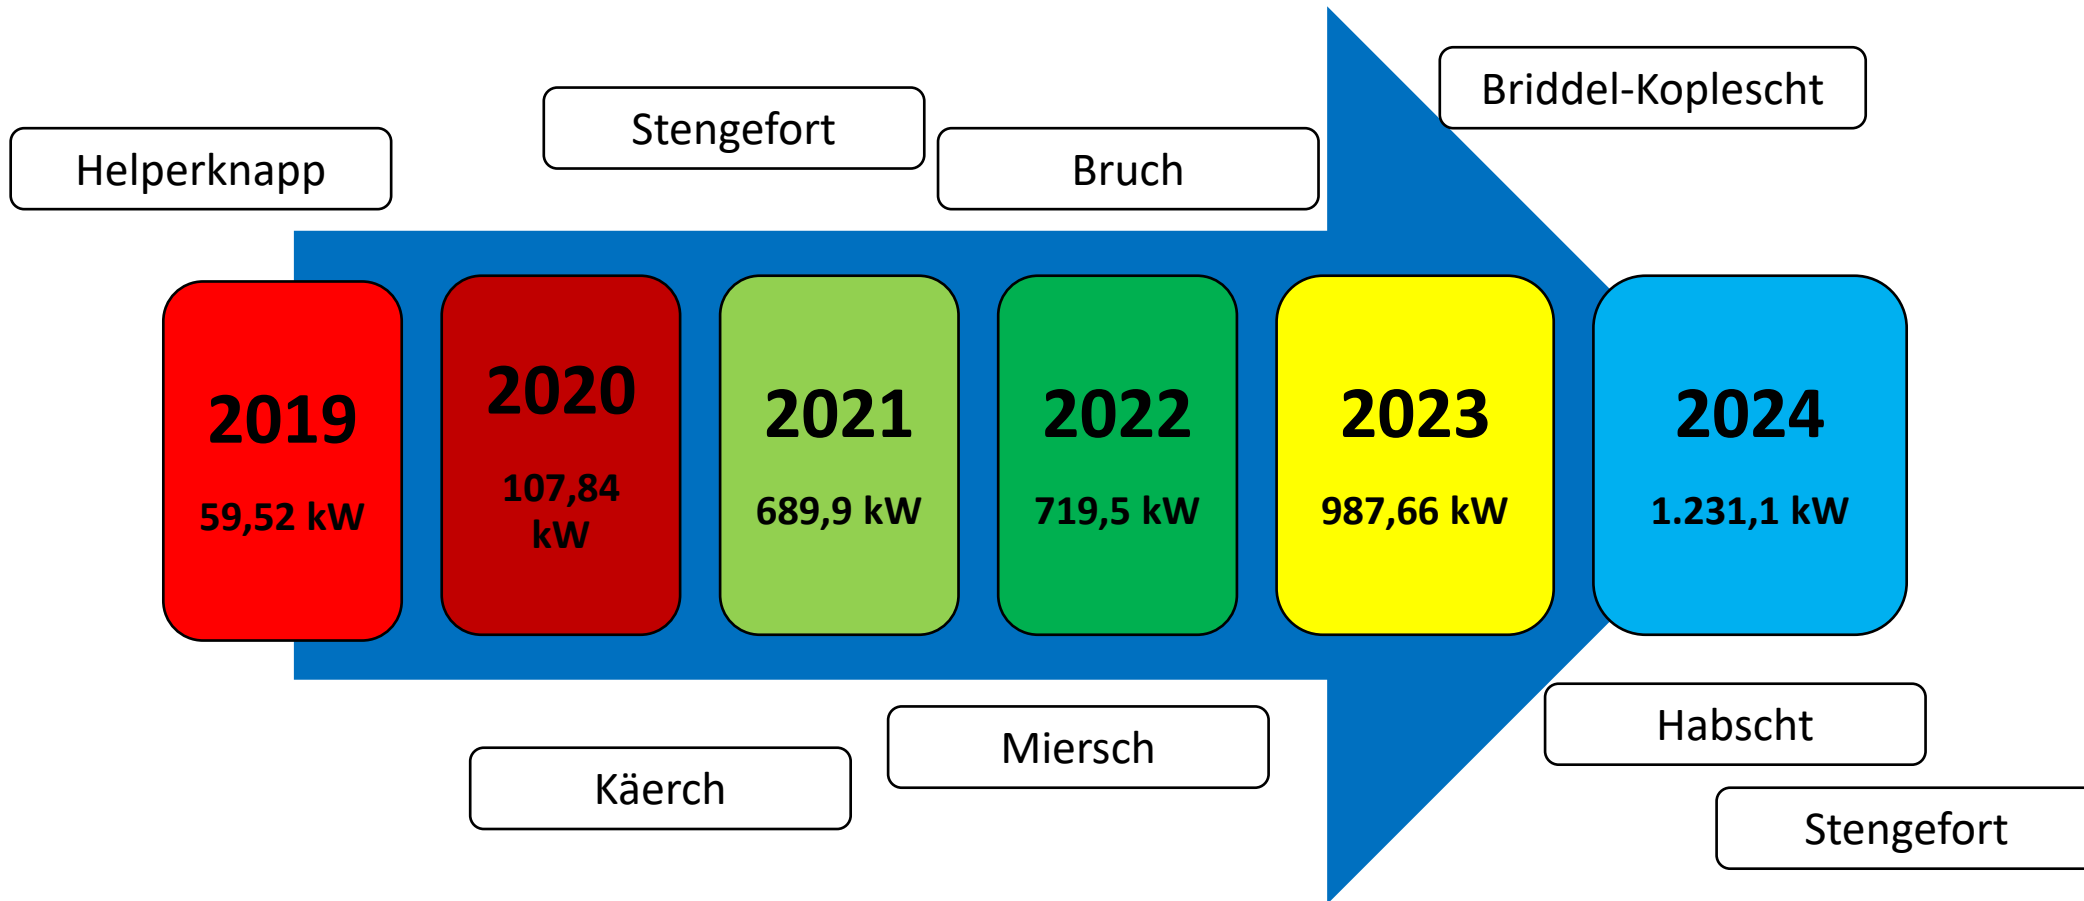 Helperknapp
Stengefort
Bruch
Briddel-Koplescht
2019
59,52 kW
2020
107,84
kW
2021
689,9 kW
2022
719,5 kW
2023
987,66 kW
2024
1.231,1 kW
Käerch
Miersch
Habscht
Stengefort